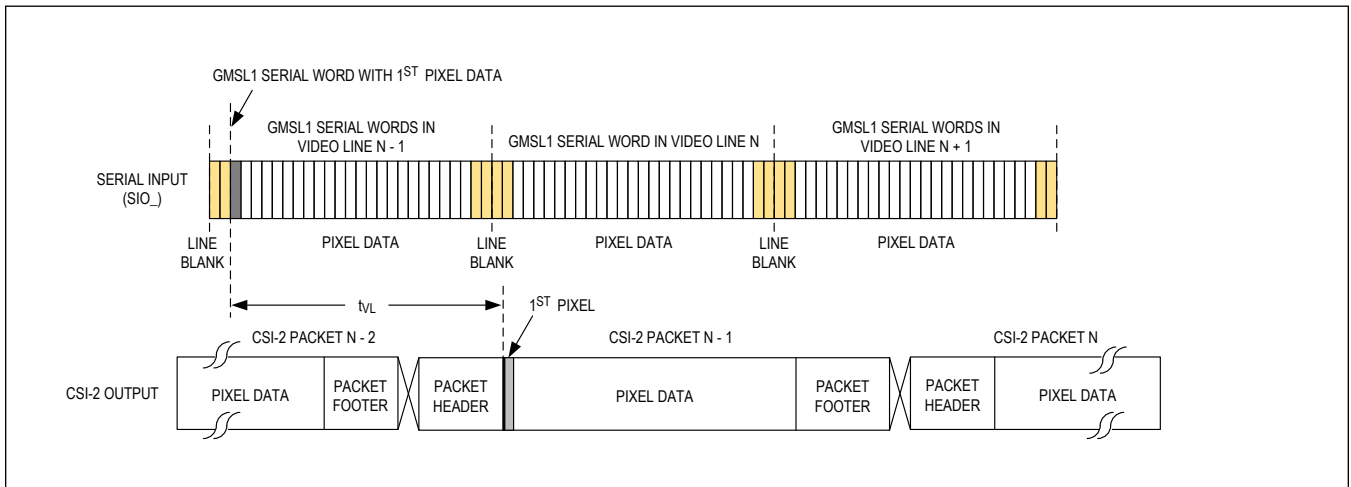 GMSL1 SERIAL WORD WITH 1ST PIXEL DATA
GMSL1 SERIAL WORDS IN
VIDEO LINE N - 1
GMSL1 SERIAL WORD IN VIDEO LINE N
GMSL1 SERIAL WORDS IN
VIDEO LINE N + 1
SERIAL INPUT
(SIO_)
LINE
BLANK
PIXEL DATA
LINE
BLANK
PIXEL DATA
LINE
BLANK
PIXEL DATA
tVL
1ST PIXEL
CSI-2 PACKET N - 2
CSI-2 PACKET N - 1
CSI-2 PACKET N
CSI-2 OUTPUT
PIXEL DATA
PACKET
FOOTER
PACKET
HEADER
PIXEL DATA
PACKET
FOOTER
PACKET
HEADER
PIXEL DATA